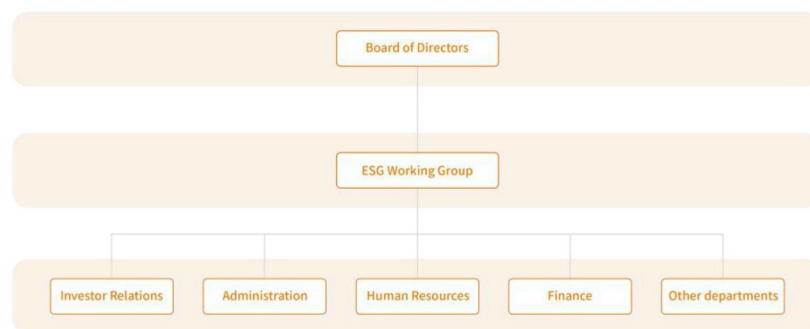 Board of Directors
ESG Working Group
Investor Relations
Administration
Human Resources
Finance
Other departments